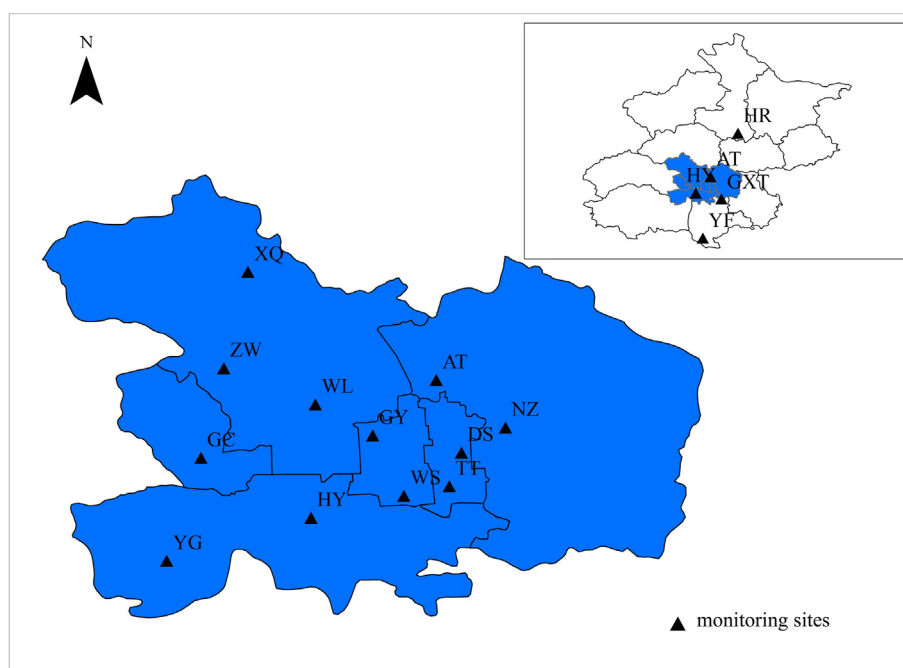 N
HR
AT
HY
GXT
YF
XQ
ZW
WL
AT
GY
NZ
DS
GC
TT
WS
HY
YG
monitoring sites